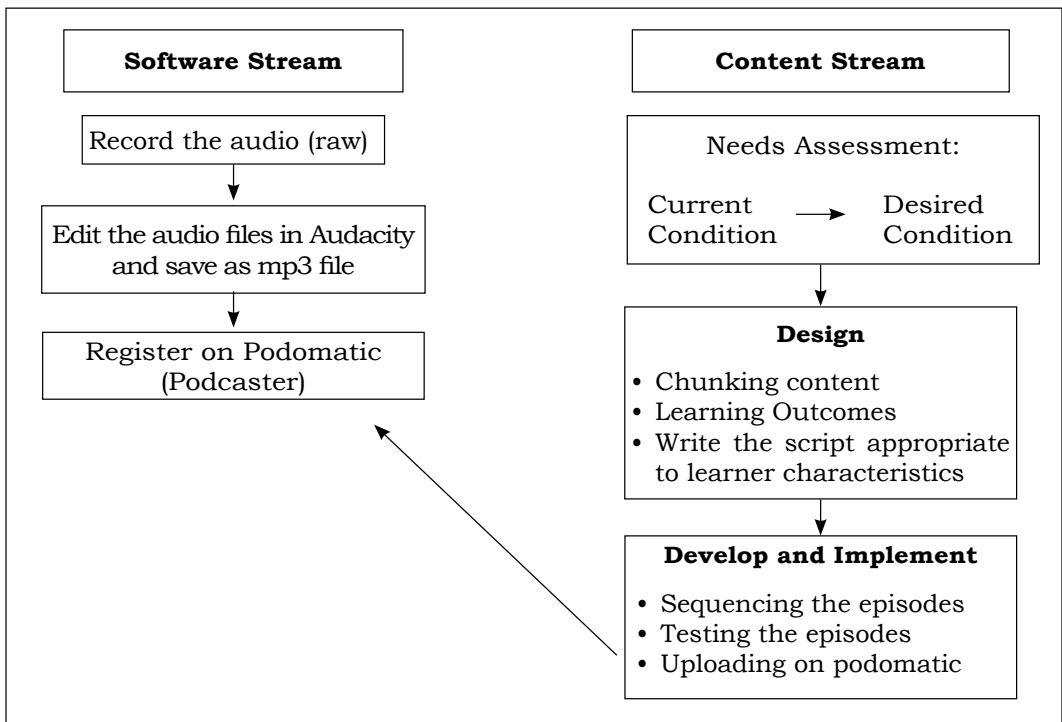 Software Stream
Record the audio (raw)
Edit the audio files in Audacity
and save as mp3 file
Register on Podomatic
(Podcaster)
Content Stream
Needs Assessment:
Current Desired
Condition Condition
Design
• Chunking content
• Learning Outcomes
• Write the script appropriate
to learner characteristics
Develop and Implement
• Sequencing the episodes
• Testing the episodes
• Uploading on podomatic